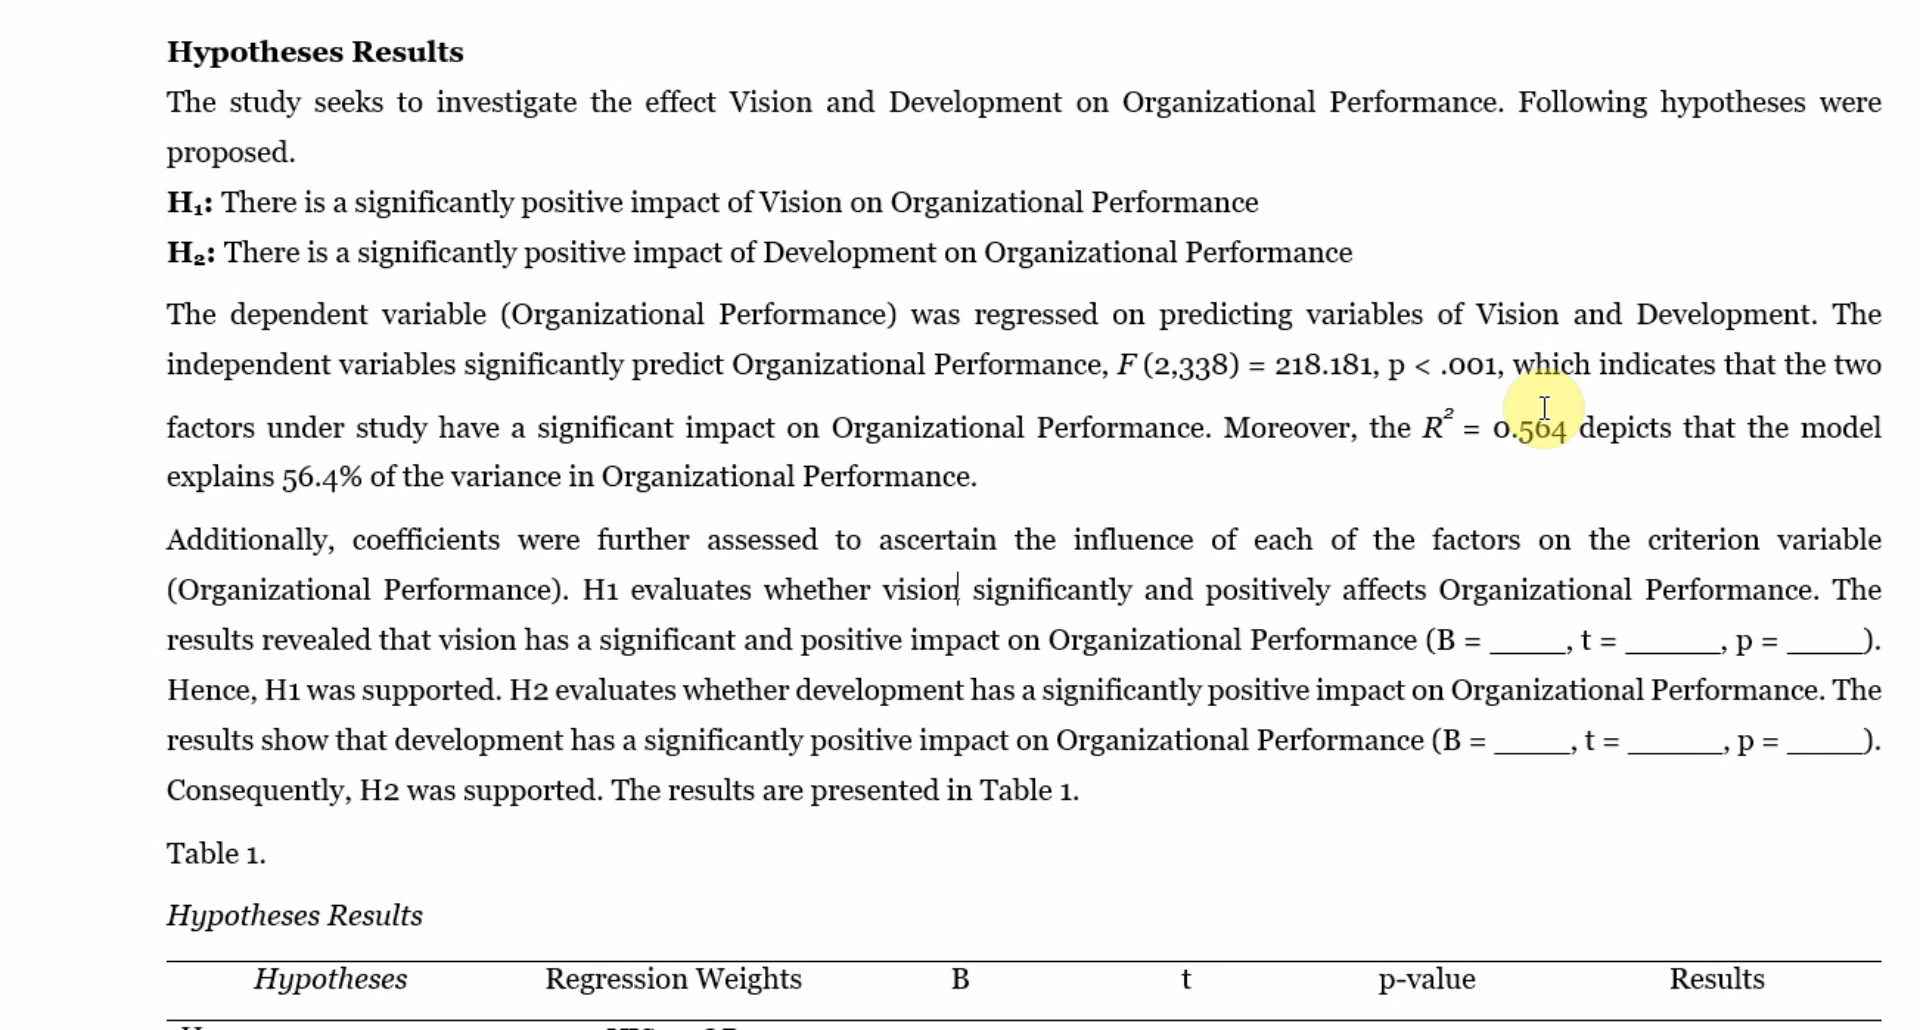 Hypotheses Results
The study seeks to investigate the effect Vision and Development on Organizational Performance. Following hypotheses were
proposed.
H₁: There is a significantly positive impact of Vision on Organizational Performance
H₂: There is a significantly positive impact of Development on Organizational Performance
The dependent variable (Organizational Performance) was regressed on predicting variables of Vision and Development. The
independent variables significantly predict Organizational Performance, F (2,338) = 218.181, p < .001, which indicates that the two
factors under study have a significant impact on Organizational Performance. Moreover, the R² = 0.564 depicts that the model
explains 56.4% of the variance in Organizational Performance.
Additionally, coefficients were further assessed to ascertain the influence of each of the factors on the criterion variable
(Organizational Performance). H1 evaluates whether vision significantly and positively affects Organizational Performance. The
results revealed that vision has a significant and positive impact on Organizational Performance (B = _____, t = ______, p = _____).
Hence, H1 was supported. H2 evaluates whether development has a significantly positive impact on Organizational Performance. The
results show that development has a significantly positive impact on Organizational Performance (B = _____, t = ______, p = _____).
Consequently, H2 was supported. The results are presented in Table 1.
Table 1.
Hypotheses Results
Hypotheses Regression Weights B t p-value Results